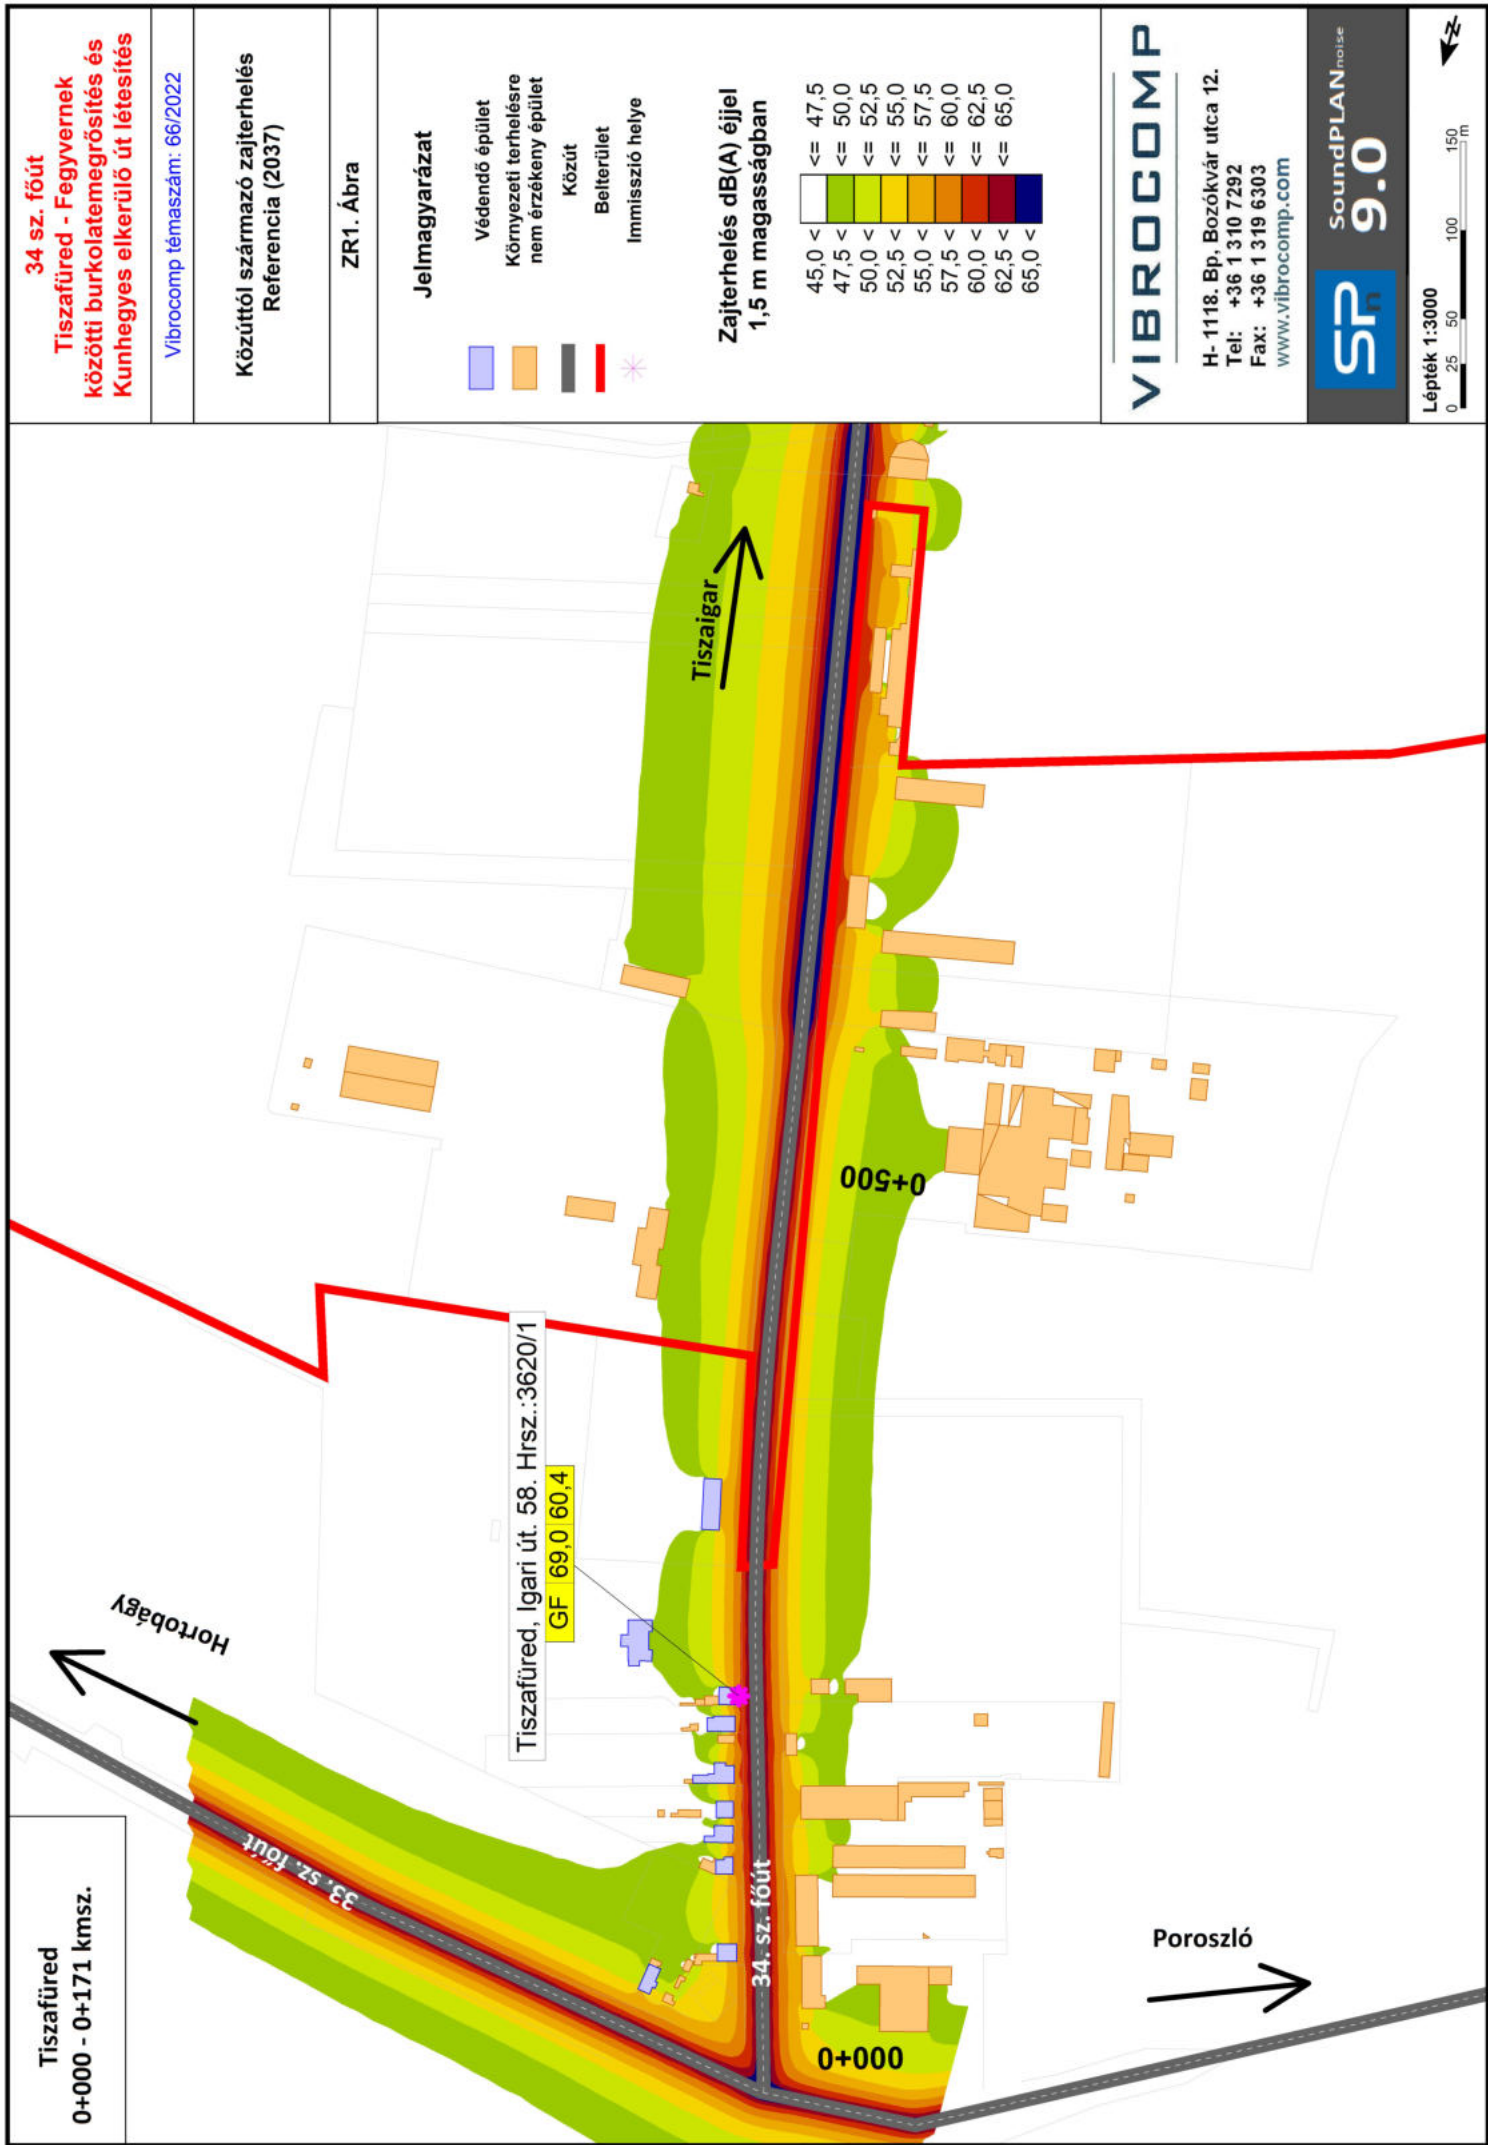 34 sz. főút
Tiszafüred - Fegyvernek
közötti burkolatemegrősítés és
Kunhegyes elkerülő út létesítés
Vibrocomp témaszám: 66/2022
Közúttól származó zajterhelés
Referencia (2037)
ZR1. Ábra
Jelmagyarázat
Védendő épület
Környezeti terhelésre
nem érzékeny épület
Közút
Belterület
Immisszió helye
Zajterhelés dB(A) éjjel
1,5 m magasságban
45,0 < <= 47,5
47,5 < <= 50,0
50,0 < <= 52,5
52,5 < <= 55,0
55,0 < <= 57,5
57,5 < <= 60,0
60,0 < <= 62,5
62,5 < <= 65,0
65,0 <
VIBROCOMP
H- 1118. Bp, Bozókvár utca 12.
Tel: +36 1 310 7292
Fax: +36 1 319 6303
www.vibrocomp.com
SPn
SoundPLANnoise
9.0
Lépték 1:3000
0 25 50 100 150
m
N
Tiszafüred
0+000 - 0+171 kmsz.
Hortobágy
33. sz. főút
Tiszafüred, Igari út. 58. Hrsz.:3620/1
GF 69,0 60,4
Tiszaigar
34. sz. főút
0+000
0+500
Poroszló